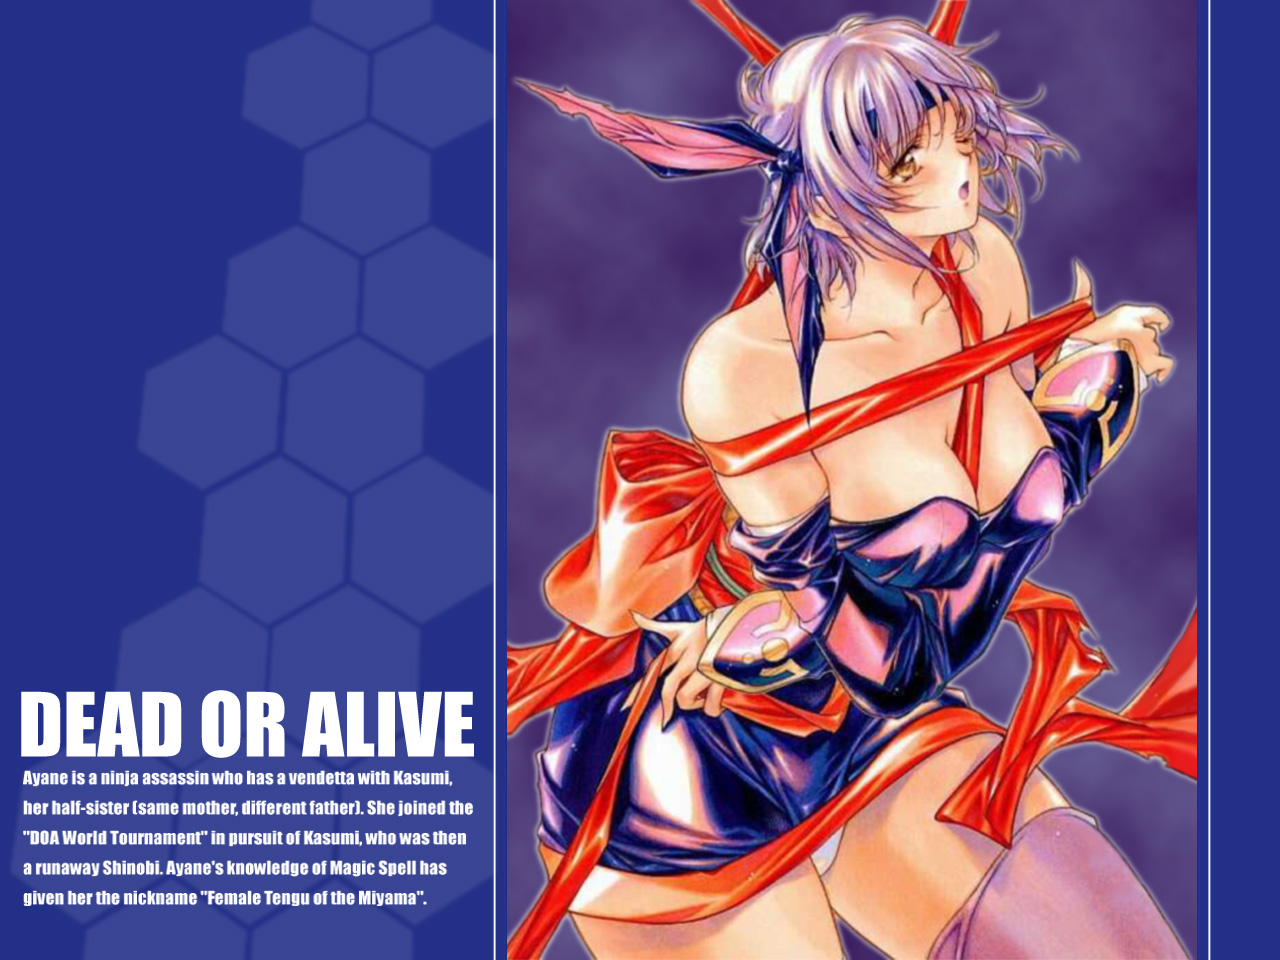 DEAD OR ALIVE
Ayane is a ninja assassin who has a vendetta with Kasumi,
her half-sister (same mother, different father). She joined the
"DOA World Tournament" in pursuit of Kasumi, who was then
a runaway Shinobi. Ayane's knowledge of Magic Spell has
given her the nickname "Female Tengu of the Miyama".